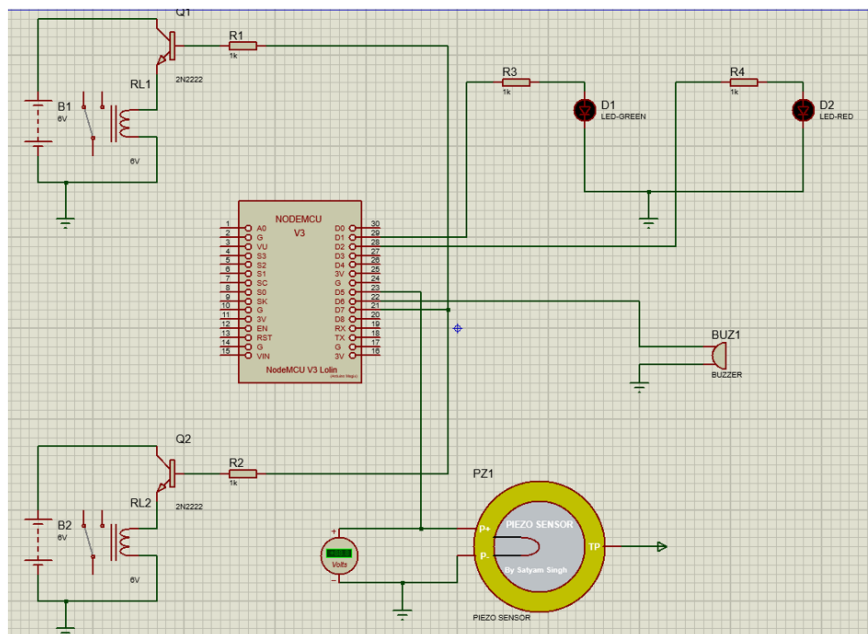 Q1
R1
1k
2N2222
RL1
B1
6V
6V
R3
1k
D1
LED-GREEN
R4
1k
D2
LED-RED
NODEMCU
V3
1 A0 D0 30
2 G D1 29
3 VU D2 28
4 S3 D3 27
5 S2 D4 26
6 S1 3V 25
7 SC G 24
8 S0 D5 23
9 SK D6 22
10 G D7 21
11 3V D8 20
12 EN RX 19
13 RST TX 18
14 G G 17
15 VIN 3V 16
NodeMCU V3 Lolin
BUZ1
BUZZER
Q2
R2
1k
2N2222
RL2
B2
6V
6V
+
Volts
−
PZ1
P+
PIEZO SENSOR
P-
TP
By Satyam Singh
PIEZO SENSOR